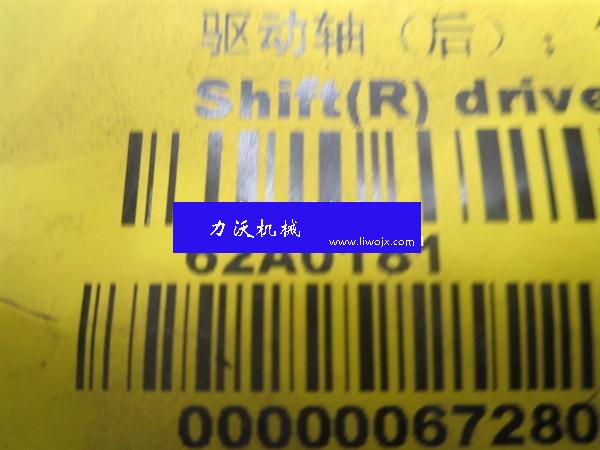 驱动轴（后）；
Shift(R) drive
力沃机械
www.liwojx.com
62A0181
00000067280